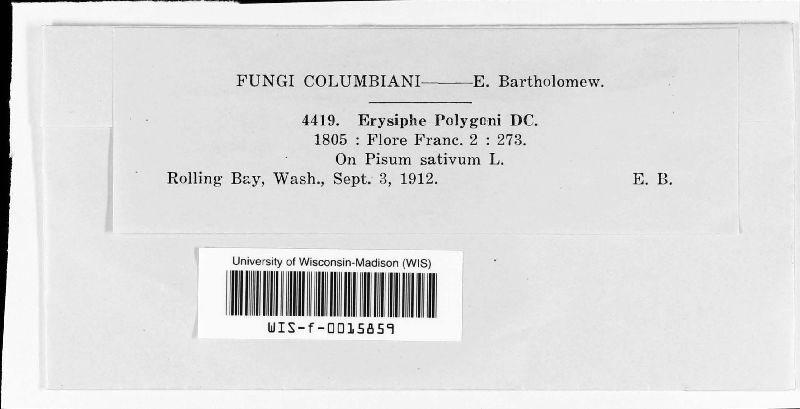 FUNGI COLUMBIANI——E. Bartholomew.
4419. Erysiphe Polygoni DC.
1805 : Flore Franc. 2 : 273.
On Pisum sativum L.
Rolling Bay, Wash., Sept. 3, 1912. E. B.
University of Wisconsin-Madison (WIS)
WIS-f-0015859